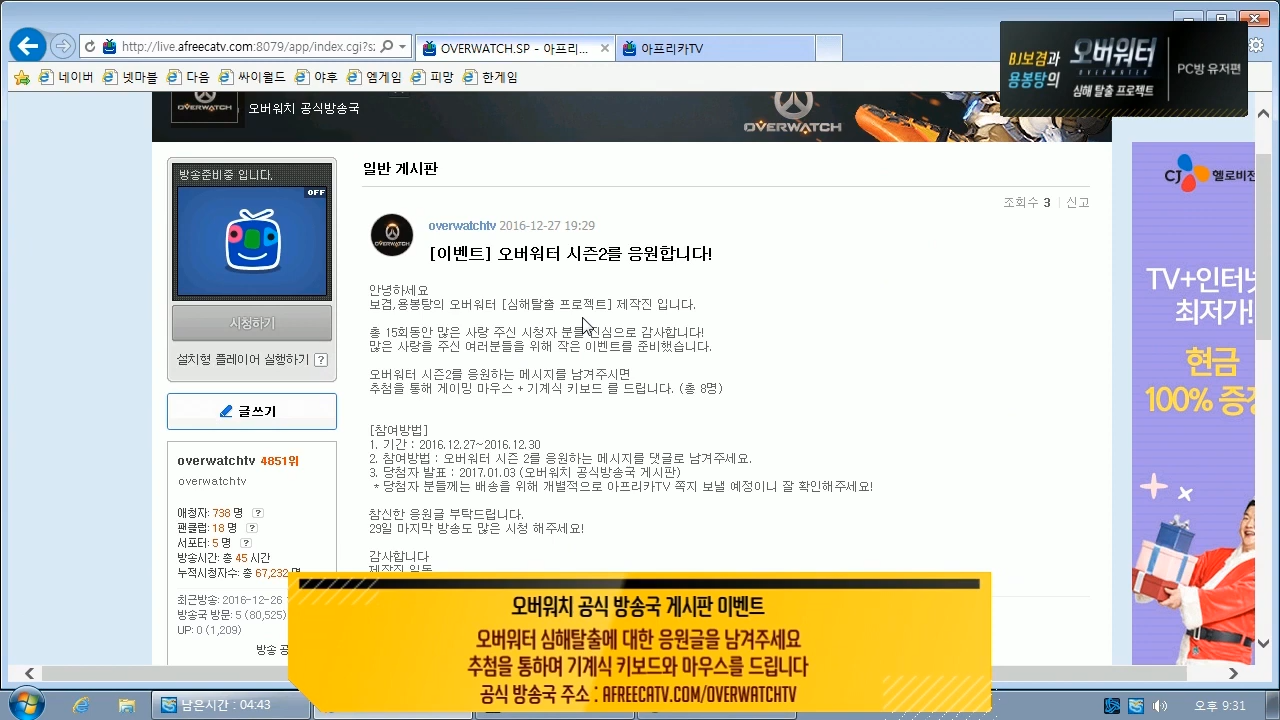 http://live.afreecatv.com:8079/app/index.cgi?s
OVERWATCH.SP - 아프리...
아프리카TV
네이버
넷마블
다음
싸이월드
야후
엠게임
피망
한게임
BJ보겸과
용봉탕의
오버워터
OVERWATER
심해 탈출 프로젝트
PC방 유저편
OVERWATCH
오버워치 공식방송국
OVERWATCH
방송준비중 입니다.
OFF
시청하기
설치형 플레이어 실행하기 ?
글쓰기
overwatchtv 4851위
overwatchtv
애청자: 738 명 ?
팬클럽: 18 명 ?
서포터: 5 명 ?
방송시간: 총 45 시간
누적시청자수: 총 67,232 명
최근방송: 2016-12-2
방송국 방문: 5 (80,525)
UP: 0 (1,209)
방송 공
일반 게시판
조회수 3 | 신고
OVERWATCH
overwatchtv 2016-12-27 19:29
[이벤트] 오버워터 시즌2를 응원합니다!
안녕하세요
보겸,용봉탕의 오버워터 [심해탈출 프로젝트] 제작진 입니다.
총 15회동안 많은 사랑 주신 시청자 분들 진심으로 감사합니다!
많은 사랑을 주신 여러분들을 위해 작은 이벤트를 준비했습니다.
오버워터 시즌2를 응원하는 메시지를 남겨주시면
추첨을 통해 게이밍 마우스 + 기계식 키보드 를 드립니다. (총 8명)
[참여방법]
1. 기간 : 2016.12.27~2016.12.30
2. 참여방법 : 오버워터 시즌 2를 응원하는 메시지를 댓글로 남겨주세요.
3. 당첨자 발표 : 2017.01.03 (오버워치 공식방송국 게시판)
* 당첨자 분들께는 배송을 위해 개별적으로 아프리카TV 쪽지 보낼 예정이니 잘 확인해주세요!
참신한 응원글 부탁드립니다.
29일 마지막 방송도 많은 시청 해주세요!
감사합니다
제작진 일동
CJ 헬로비전
TV+인터넷
최저가!
현금
100% 증정
오버워치 공식 방송국 게시판 이벤트
오버워터 심해탈출에 대한 응원글을 남겨주세요
추첨을 통하며 기계식 키보드와 마우스를 드립니다
공식 방송국 주소 : AFREECATV.COM/OVERWATCHTV
남은시간 : 04:43
오후 9:31